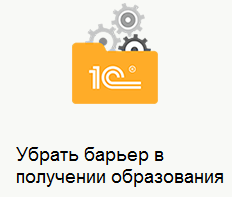 1С®
Убрать барьер в
получении образования